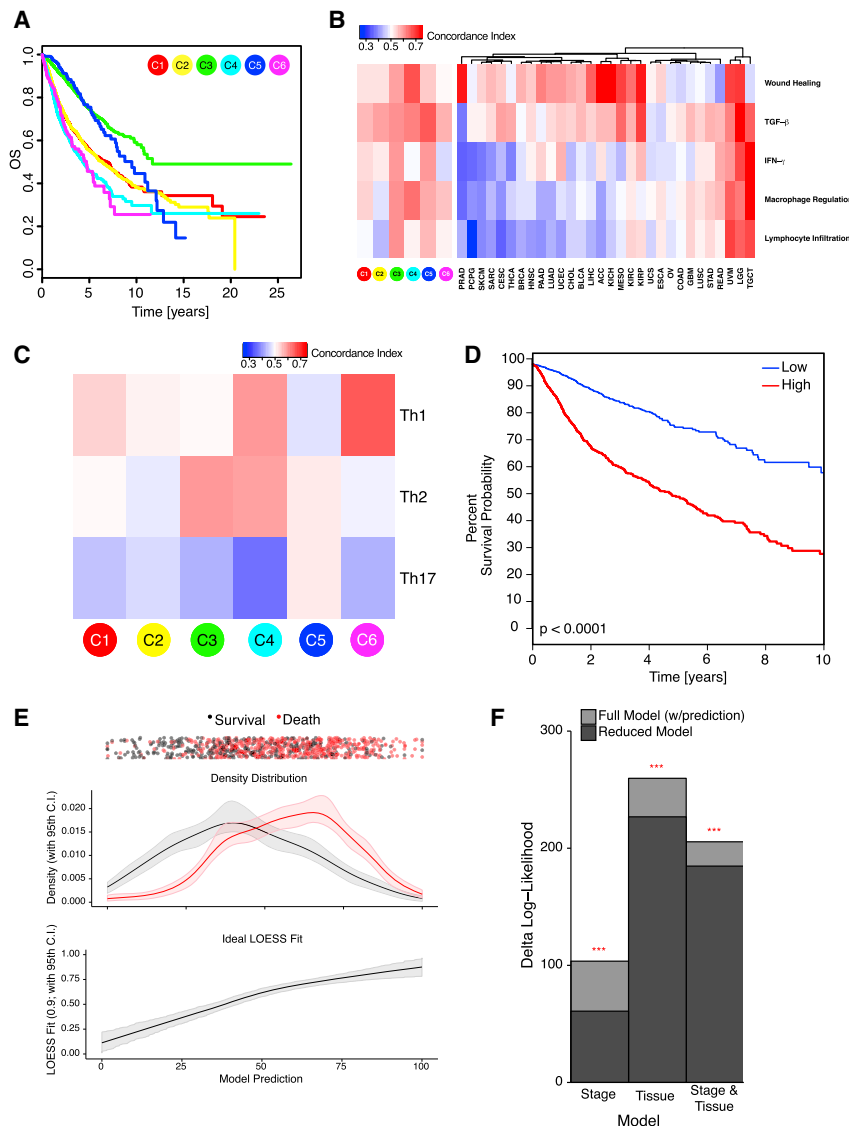 A
C1 C2 C3 C4 C5 C6
OS
1.0
0.8
0.6
0.4
0.2
0.0
0 5 10 15 20 25
Time [years]
B
Concordance Index
0.3 0.5 0.7
Wound Healing
TGF−β
IFN−γ
Macrophage Regulation
Lymphocyte Infiltration
C1 C2 C3 C4 C5 C6
PRAD PCPG SKCM SARC CESC THCA BRCA HNSC PAAD LUAD UCEC CHOL BLCA LIHC ACC KICH MESO KIRC KIRP UCS ESCA OV COAD GBM LUSC STAD READ UVM LGG TGCT
C
Concordance Index
0.3 0.5 0.7
Th1
Th2
Th17
C1 C2 C3 C4 C5 C6
D
Low
High
Percent
Survival Probability
100
90
80
70
60
50
40
30
20
10
0
p < 0.0001
0 2 4 6 8 10
Time [years]
E
Survival Death
Density Distribution
Density (with 95th C.I.)
0.020
0.015
0.010
0.005
0.000
Ideal LOESS Fit
LOESS Fit (0.9; with 95th C.I.)
1.00
0.75
0.50
0.25
0.00
0 25 50 75 100
Model Prediction
F
Full Model (w/prediction)
Reduced Model
Delta Log−Likelihood
300
200
100
0
***
***
***
Stage Tissue Stage &
Tissue
Model